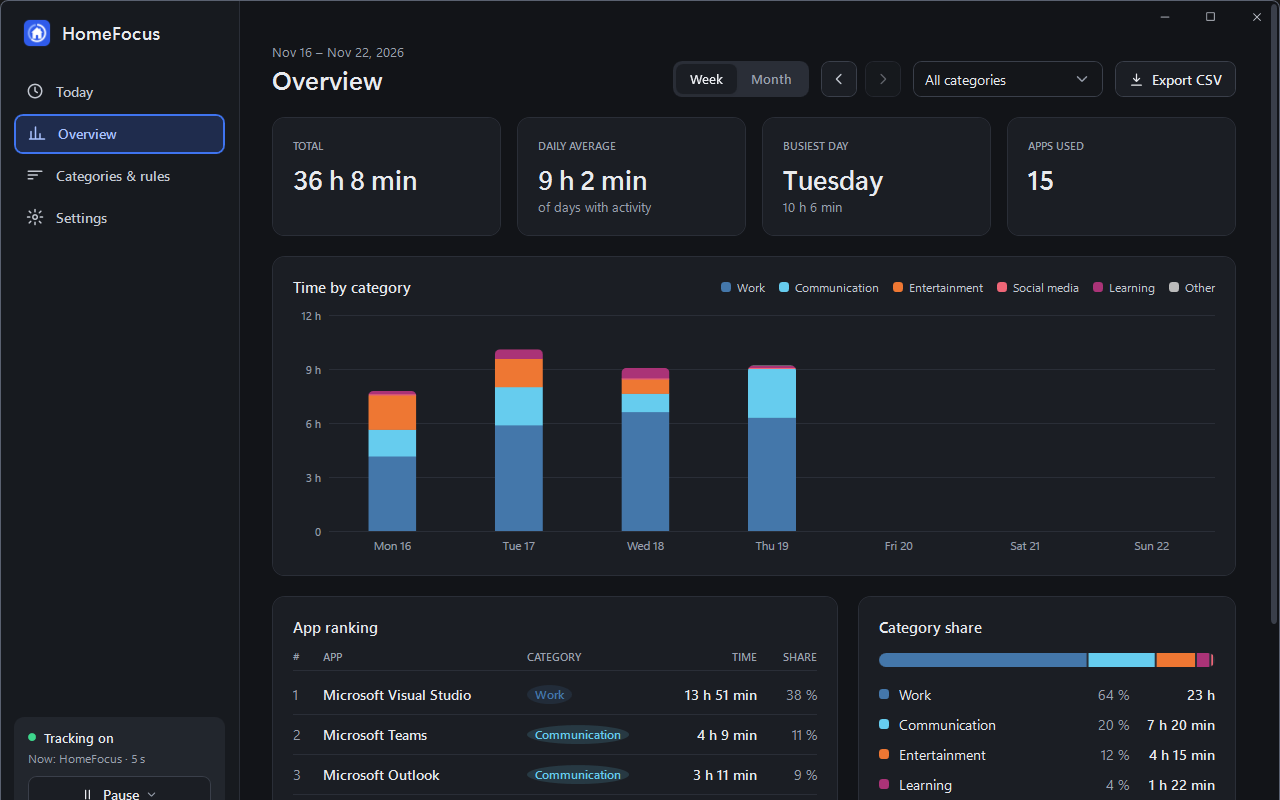 HomeFocus
Today
Overview
Categories & rules
Settings
Tracking on
Now: HomeFocus · 5 s
Pause
Nov 16 – Nov 22, 2026
Overview
Week Month
All categories
Export CSV
TOTAL
36 h 8 min
DAILY AVERAGE
9 h 2 min
of days with activity
BUSIEST DAY
Tuesday
10 h 6 min
APPS USED
15
Time by category
Work Communication Entertainment Social media Learning Other
12 h
9 h
6 h
3 h
0
Mon 16 Tue 17 Wed 18 Thu 19 Fri 20 Sat 21 Sun 22
App ranking
# APP CATEGORY TIME SHARE
1 Microsoft Visual Studio Work 13 h 51 min 38 %
2 Microsoft Teams Communication 4 h 9 min 11 %
3 Microsoft Outlook Communication 3 h 11 min 9 %
Category share
Work 64 % 23 h
Communication 20 % 7 h 20 min
Entertainment 12 % 4 h 15 min
Learning 4 % 1 h 22 min